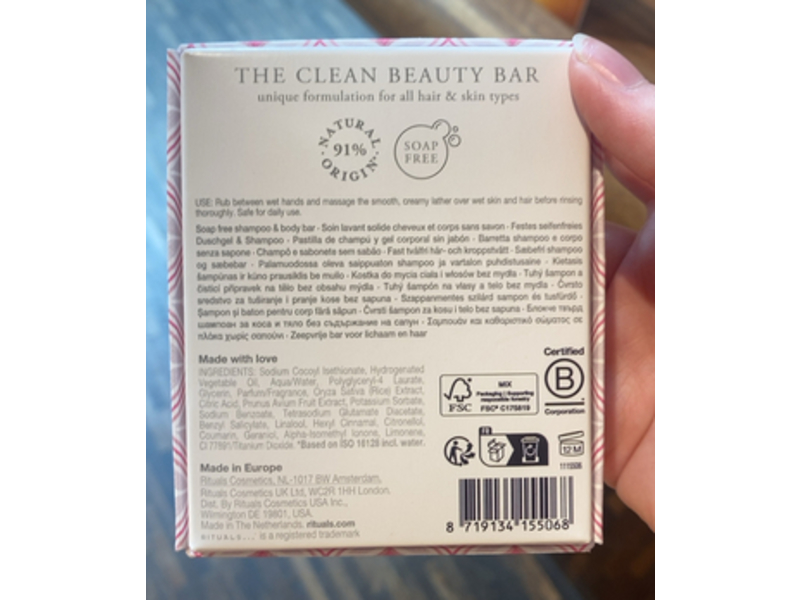 THE CLEAN BEAUTY BAR
unique formulation for all hair & skin types
NATURAL
91%
ORIGIN*
SOAP
FREE
USE: Rub between wet hands and massage the smooth, creamy lather over wet skin and hair before rinsing
thoroughly. Safe for daily use.
Soap free shampoo & body bar · Soin lavant solide cheveux et corps sans savon · Festes seifenfreies
Duschgel & Shampoo · Pastilla de champú y gel corporal sin jabón · Barretta shampoo e corpo
senza sapone · Champô e sabonete sem sabão · Fast tvålfri hår- och kroppstvätt · Sæbefri shampoo
og sæbebar · Palamuodossa oleva saippuaton shampoo ja vartalon puhdistusaine · Kietasis
šampūnas ir kūno prausiklis be muilo · Kostka do mycia ciała i włosów bez mydła · Tuhý šampon a
čisticí přípravek na tělo bez obsahu mýdla · Tuhý šampón na vlasy a telo bez mydla · Čvrsto
sredstvo za tuširanje i pranje kose bez sapuna · Szappanmentes szilárd sampon és tusfürdő ·
Șampon și baton pentru corp fără săpun · Čvrsti šampon za kosu i telo bez sapuna · Блокче твърд
шампоан за коса и тяло без съдържание на сапун · Σαμπουάν και καθαριστικό σώματος σε
πλάκα χωρίς σαπούνι · Zeepvrije bar voor lichaam en haar
Made with love
INGREDIENTS: Sodium Cocoyl Isethionate, Hydrogenated
Vegetable Oil, Aqua/Water, Polyglyceryl-4 Laurate,
Glycerin, Parfum/Fragrance, Oryza Sativa (Rice) Extract,
Citric Acid, Prunus Avium Fruit Extract, Potassium Sorbate,
Sodium Benzoate, Tetrasodium Glutamate Diacetate,
Benzyl Salicylate, Linalool, Hexyl Cinnamal, Citronellol,
Coumarin, Geraniol, Alpha-Isomethyl Ionone, Limonene,
CI 77891/Titanium Dioxide. *Based on ISO 16128 incl. water.
Certified
B
Corporation
FSC
MIX
Packaging | Supporting
responsible forestry
FSC® C175819
FR
12 M
Made in Europe
Rituals Cosmetics, NL-1017 BW Amsterdam.
Rituals Cosmetics UK Ltd, WC2R 1HH London.
Dist. By Rituals Cosmetics USA Inc.,
Wilmington DE 19801, USA.
Made in The Netherlands. rituals.com
RITUALS...® is a registered trademark
8 719134 155068